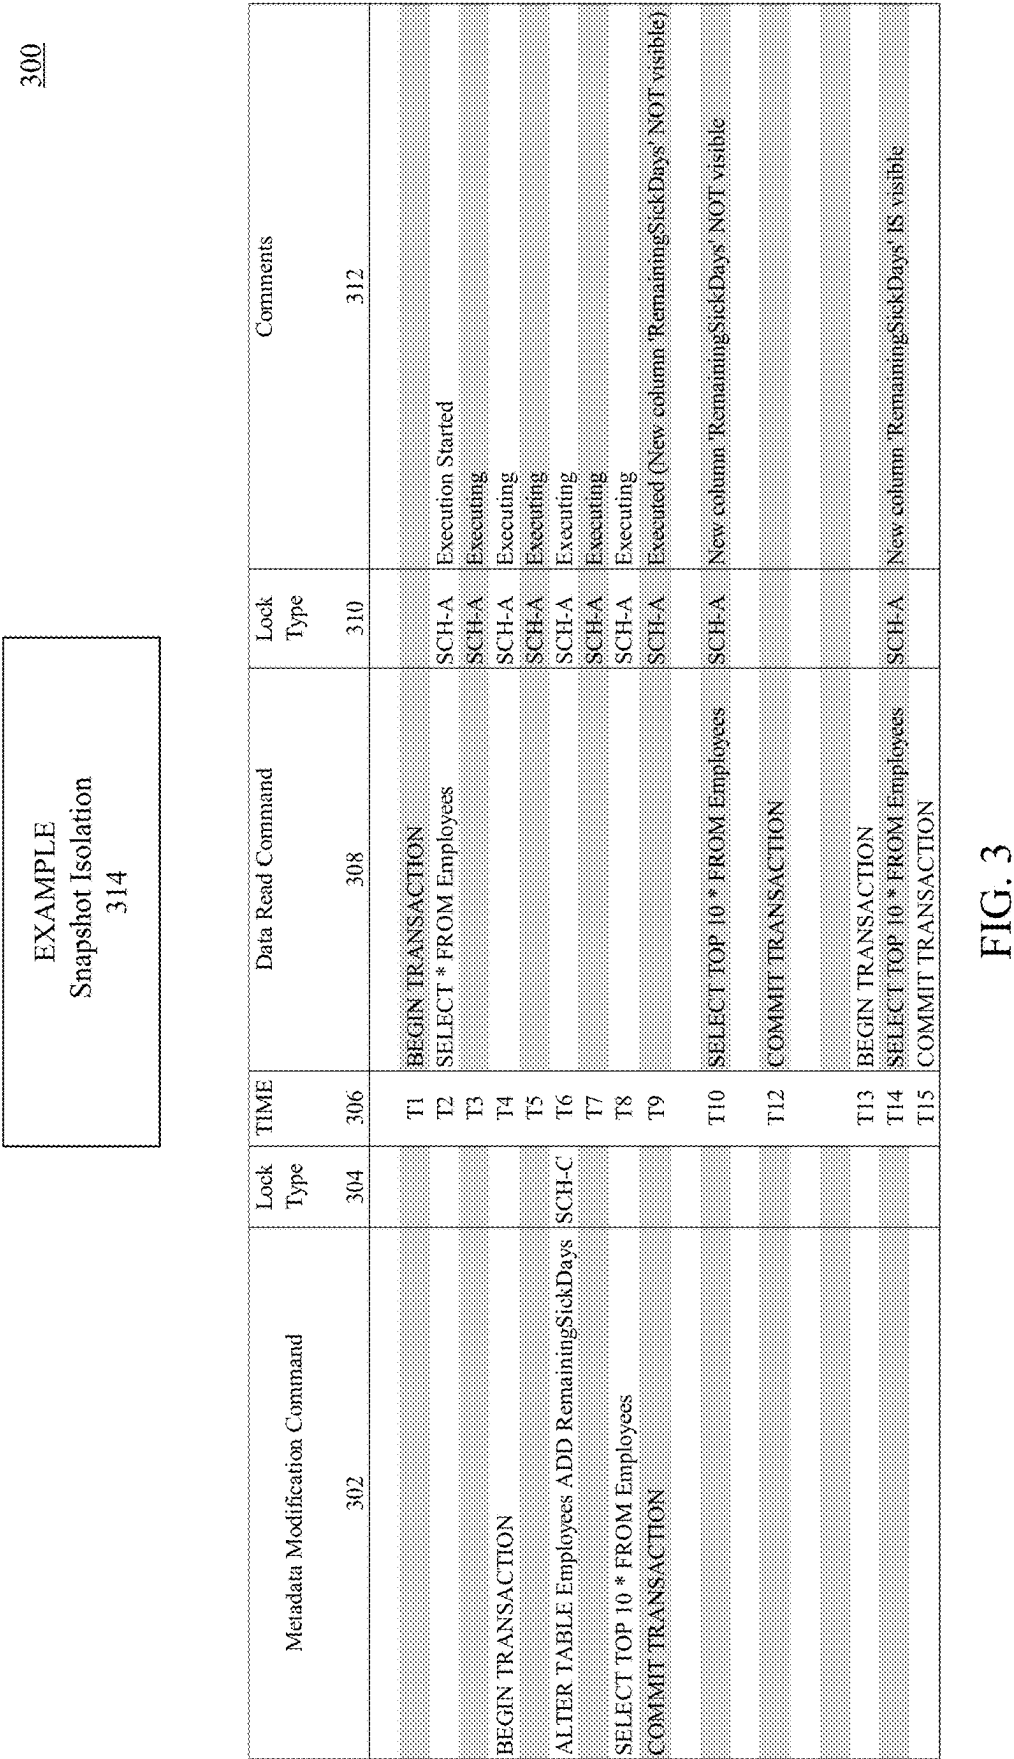 300
EXAMPLE
Snapshot Isolation
314
Metadata Modification Command Lock Type TIME Data Read Command Lock Type Comments
302 304 306 308 310 312
T1 BEGIN TRANSACTION
T2 SELECT * FROM Employees SCH-A Execution Started
T3 SCH-A Executing
BEGIN TRANSACTION T4 SCH-A Executing
T5 SCH-A Executing
ALTER TABLE Employees ADD RemainingSickDays SCH-C T6 SCH-A Executing
T7 SCH-A Executing
SELECT TOP 10 * FROM Employees T8 SCH-A Executing
COMMIT TRANSACTION T9 SCH-A Executed (New column 'RemainingSickDays' NOT visible)
T10 SELECT TOP 10 * FROM Employees SCH-A New column 'RemainingSickDays' NOT visible
T12 COMMIT TRANSACTION
T13 BEGIN TRANSACTION
T14 SELECT TOP 10 * FROM Employees SCH-A New column 'RemainingSickDays' IS visible
T15 COMMIT TRANSACTION
FIG. 3